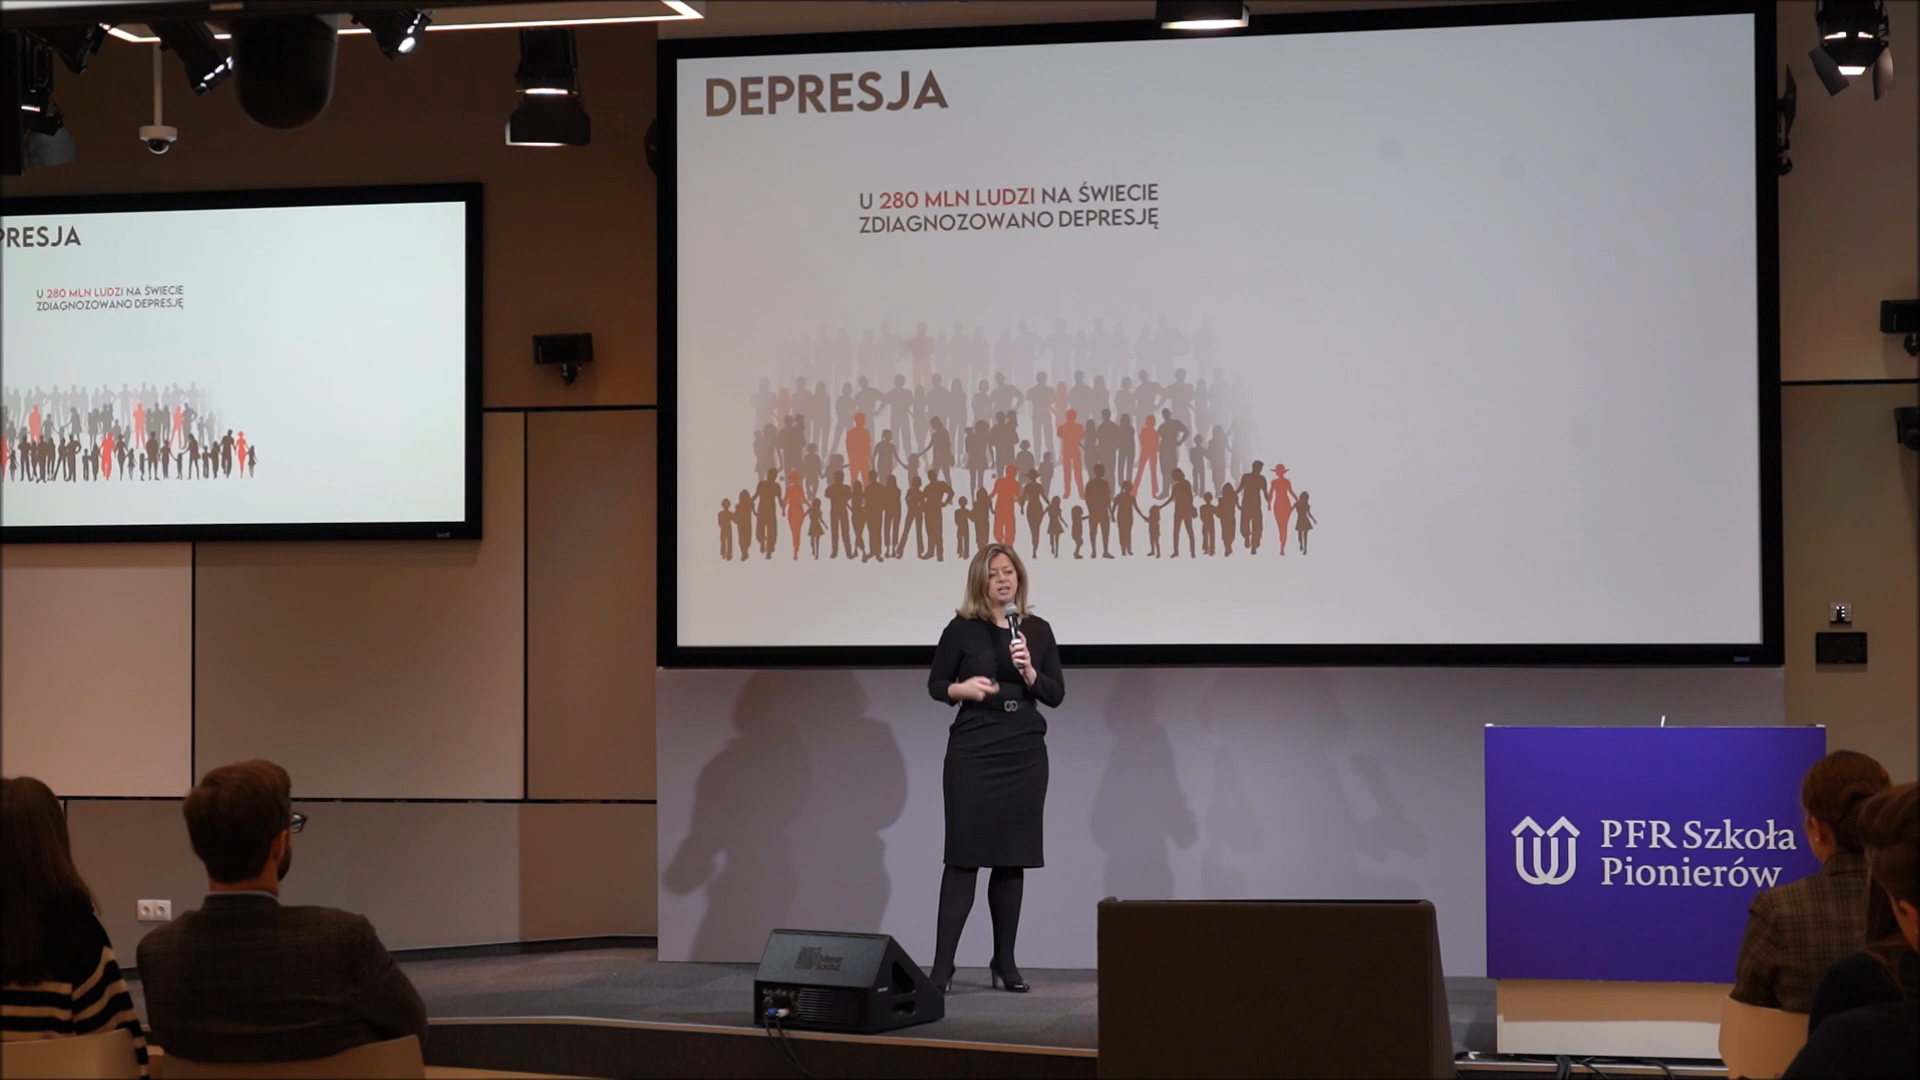 DEPRESJA
U 280 MLN LUDZI NA ŚWIECIE
ZDIAGNOZOWANO DEPRESJĘ
PRESJA
U 280 MLN LUDZI NA ŚWIECIE
ZDIAGNOZOWANO DEPRESJĘ
PFR Szkoła
Pionierów